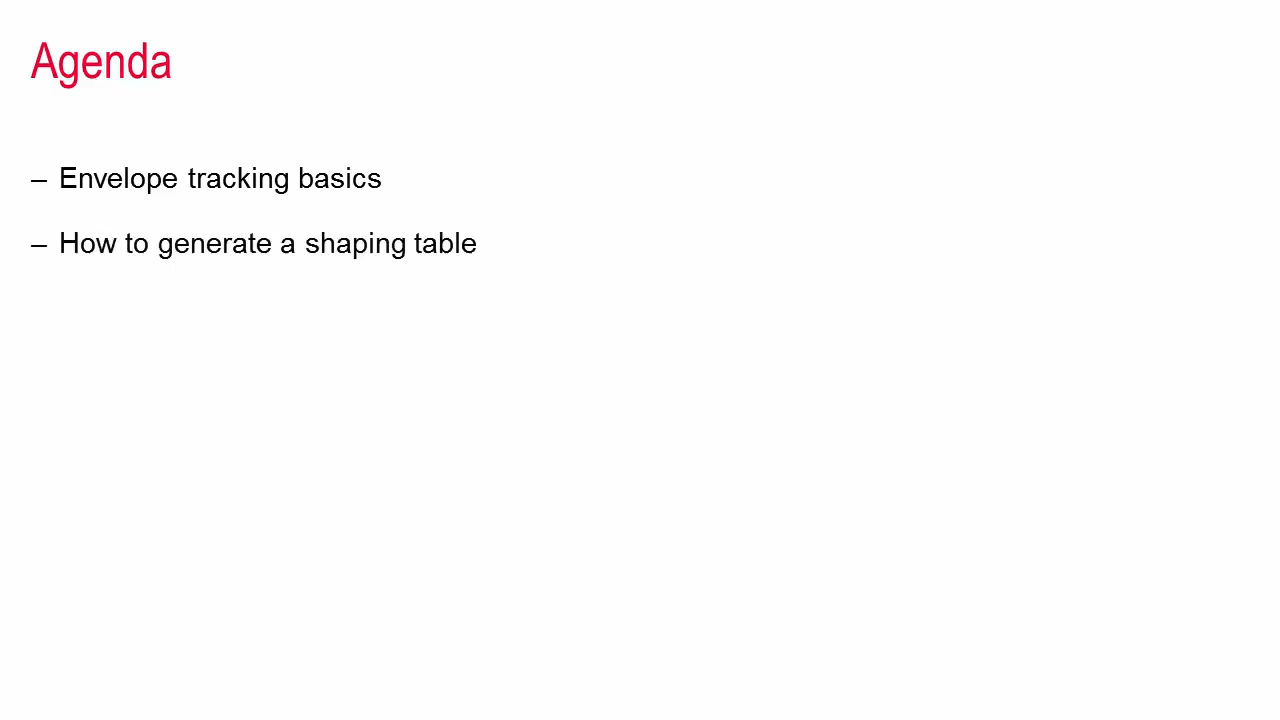 Agenda
– Envelope tracking basics
– How to generate a shaping table